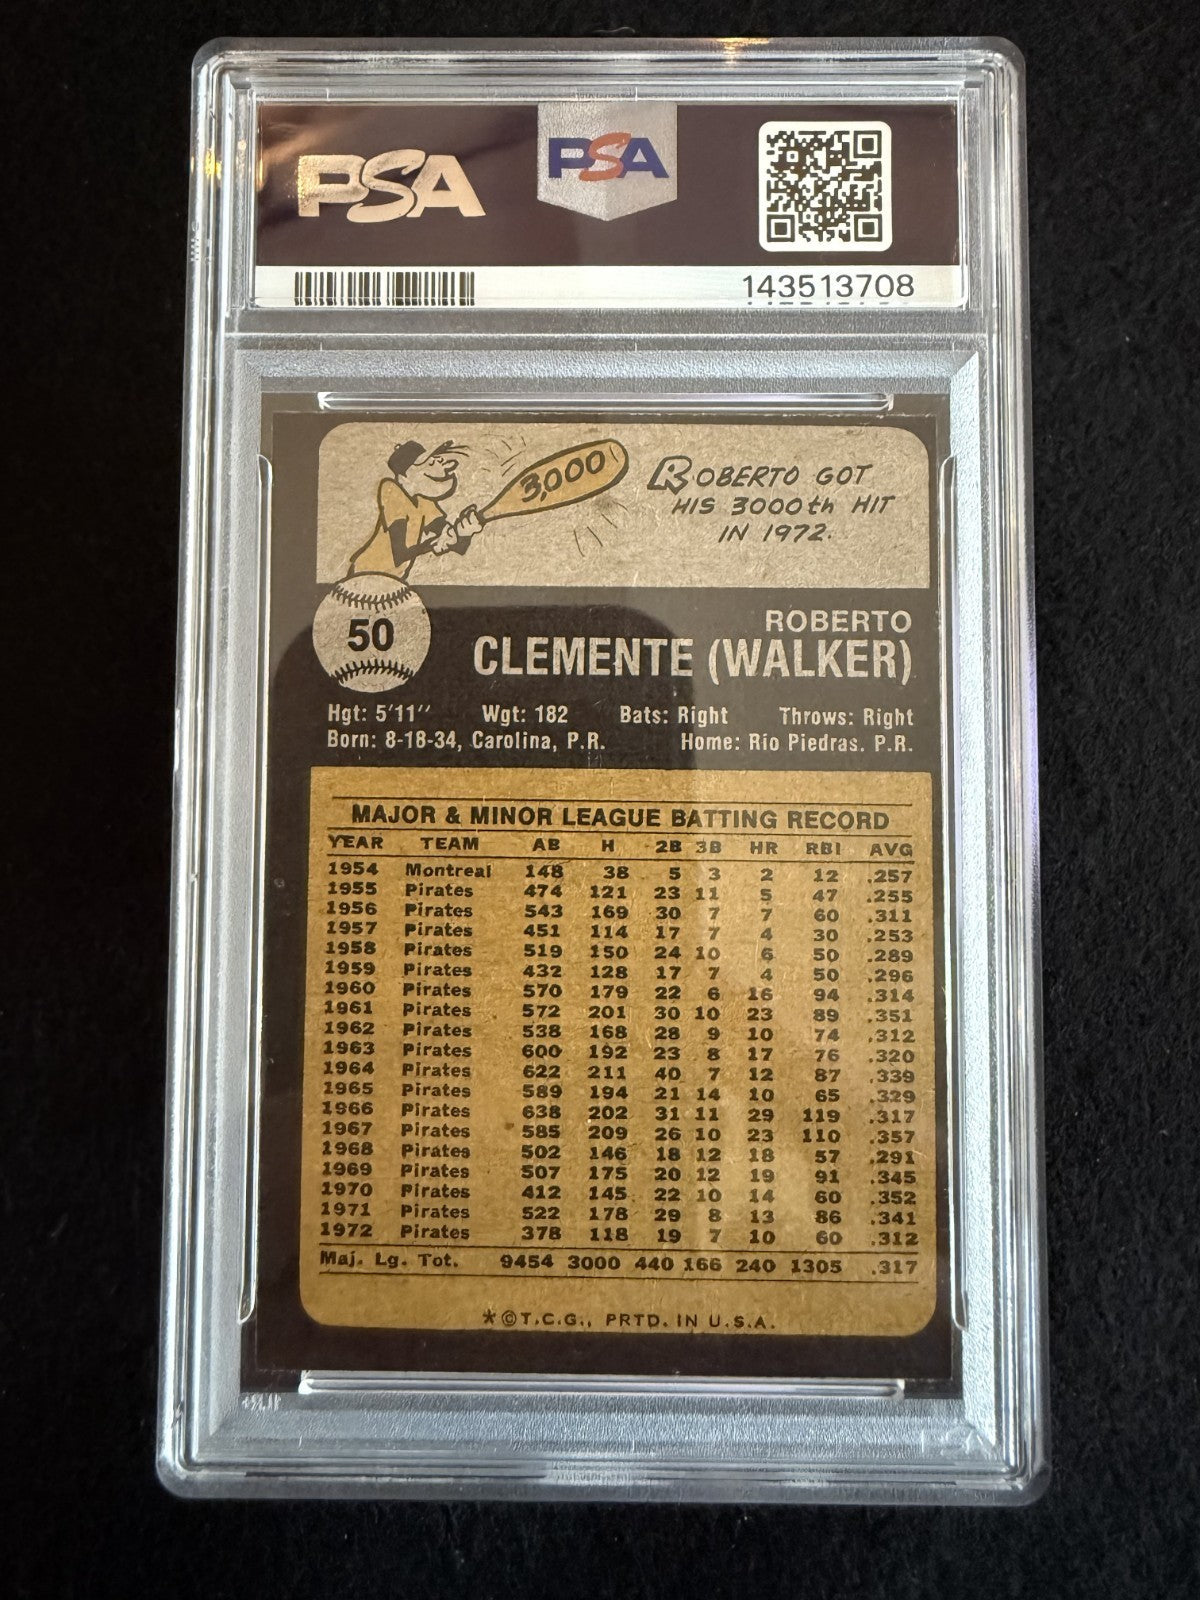 PSA
PSA
143513708
3,000
ROBERTO GOT
HIS 3000th HIT
IN 1972.
50
ROBERTO
CLEMENTE (WALKER)
Hgt: 5'11'' Wgt: 182 Bats: Right Throws: Right
Born: 8-18-34, Carolina, P.R. Home: Rio Piedras. P.R.
MAJOR & MINOR LEAGUE BATTING RECORD
YEAR TEAM AB H 2B 3B HR RBI AVG
1954 Montreal 148 38 5 3 2 12 .257
1955 Pirates 474 121 23 11 5 47 .255
1956 Pirates 543 169 30 7 7 60 .311
1957 Pirates 451 114 17 7 4 30 .253
1958 Pirates 519 150 24 10 6 50 .289
1959 Pirates 432 128 17 7 4 50 .296
1960 Pirates 570 179 22 6 16 94 .314
1961 Pirates 572 201 30 10 23 89 .351
1962 Pirates 538 168 28 9 10 74 .312
1963 Pirates 600 192 23 8 17 76 .320
1964 Pirates 622 211 40 7 12 87 .339
1965 Pirates 589 194 21 14 10 65 .329
1966 Pirates 638 202 31 11 29 119 .317
1967 Pirates 585 209 26 10 23 110 .357
1968 Pirates 502 146 18 12 18 57 .291
1969 Pirates 507 175 20 12 19 91 .345
1970 Pirates 412 145 22 10 14 60 .352
1971 Pirates 522 178 29 8 13 86 .341
1972 Pirates 378 118 19 7 10 60 .312
Maj. Lg. Tot. 9454 3000 440 166 240 1305 .317
*©T.C.G., PRTD. IN U.S.A.